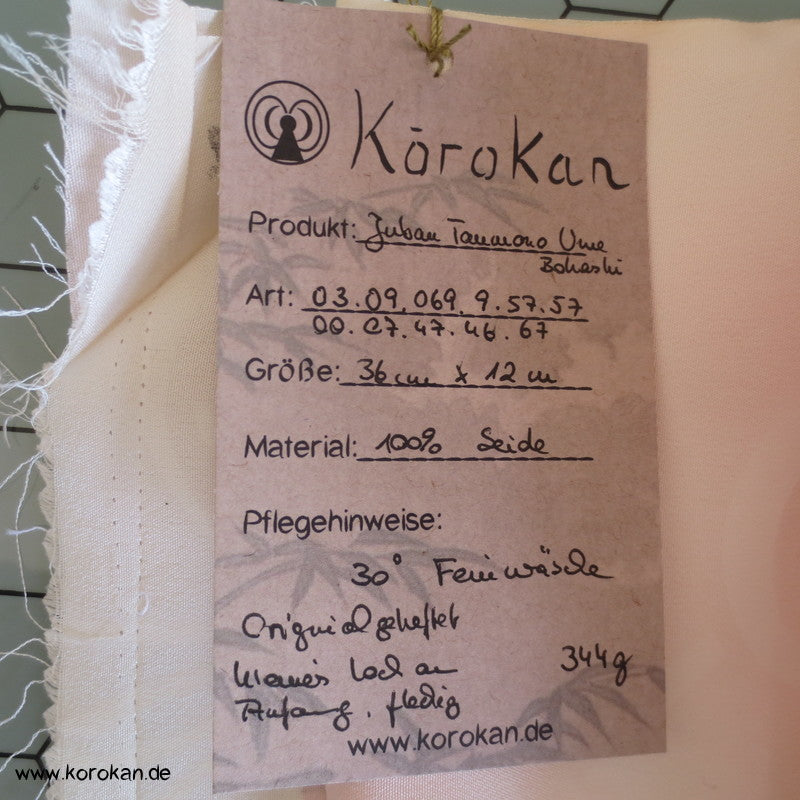 Kōrokan
Produkt: Juban Tanmono Ume
Bokashi
Art: 03.09.069.9.57.57
00.07.47.46.67
Größe: 36cm x 12 m
Material: 100% Seide
Pflegehinweise:
30° Feinwäsche
Original geheftet
kleines Loch am
Anfang, fleckig
344g
www.korokan.de
www.korokan.de